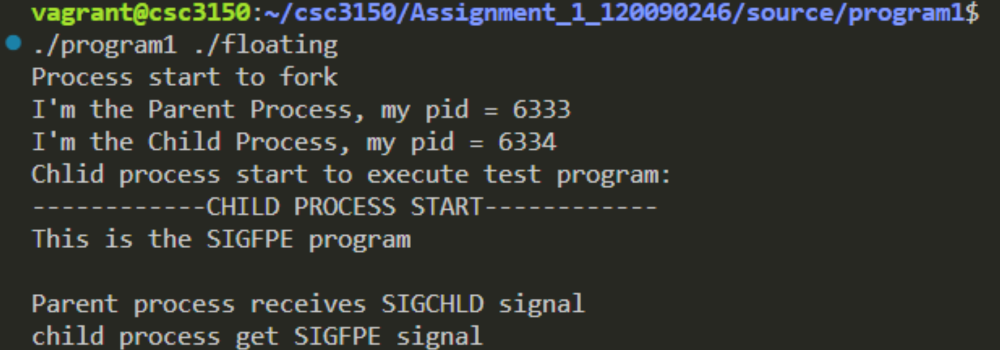 vagrant@csc3150:~/csc3150/Assignment_1_120090246/source/program1$
./program1 ./floating
Process start to fork
I'm the Parent Process, my pid = 6333
I'm the Child Process, my pid = 6334
Chlid process start to execute test program:
------------CHILD PROCESS START------------
This is the SIGFPE program
Parent process receives SIGCHLD signal
child process get SIGFPE signal